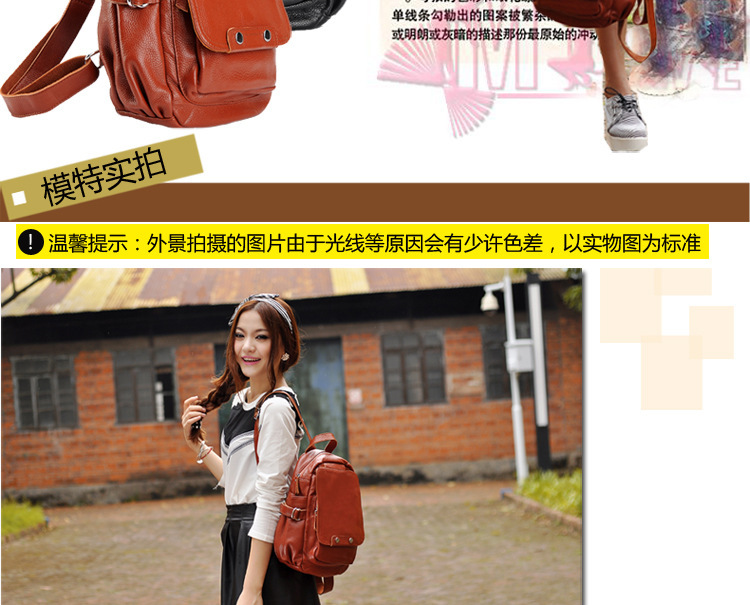 单线条勾勒出的图案被繁杂
或明朗或灰暗的描述那份最原始的冲动
模特实拍
! 温馨提示：外景拍摄的图片由于光线等原因会有少许色差，以实物图为标准